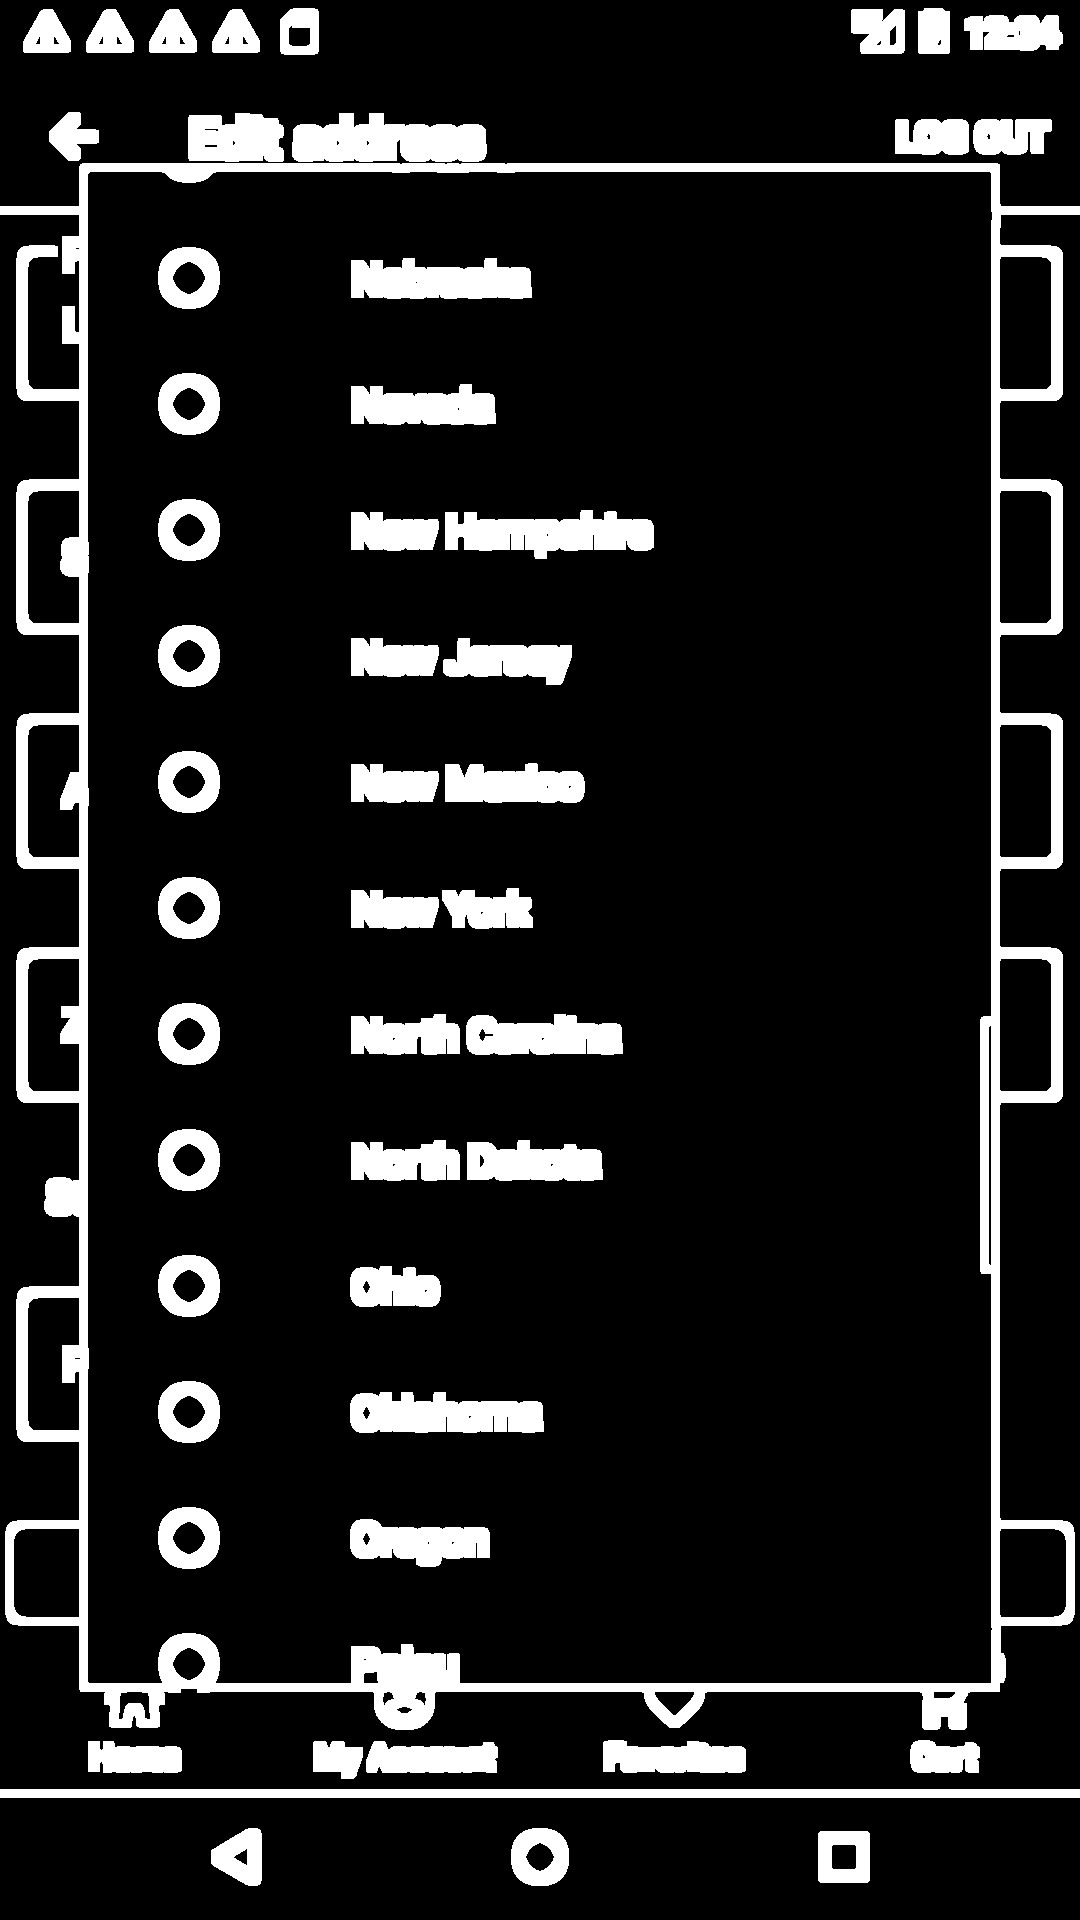 12:34
Edit address
LOG OUT
Nebraska
Nevada
New Hampshire
New Jersey
New Mexico
New York
North Carolina
North Dakota
Ohio
Oklahoma
Oregon
Palau
Home
My Account
Favorites
Cart